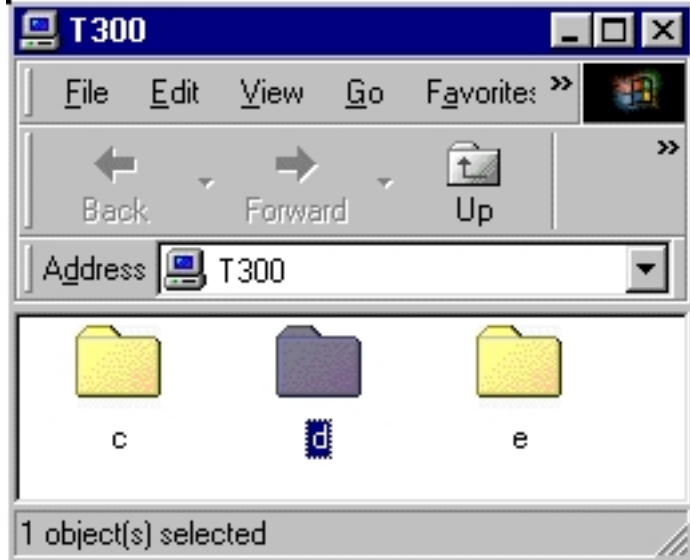 T300
File Edit View Go Favorites »
»
Back Forward Up
Address T300
c d e
1 object(s) selected